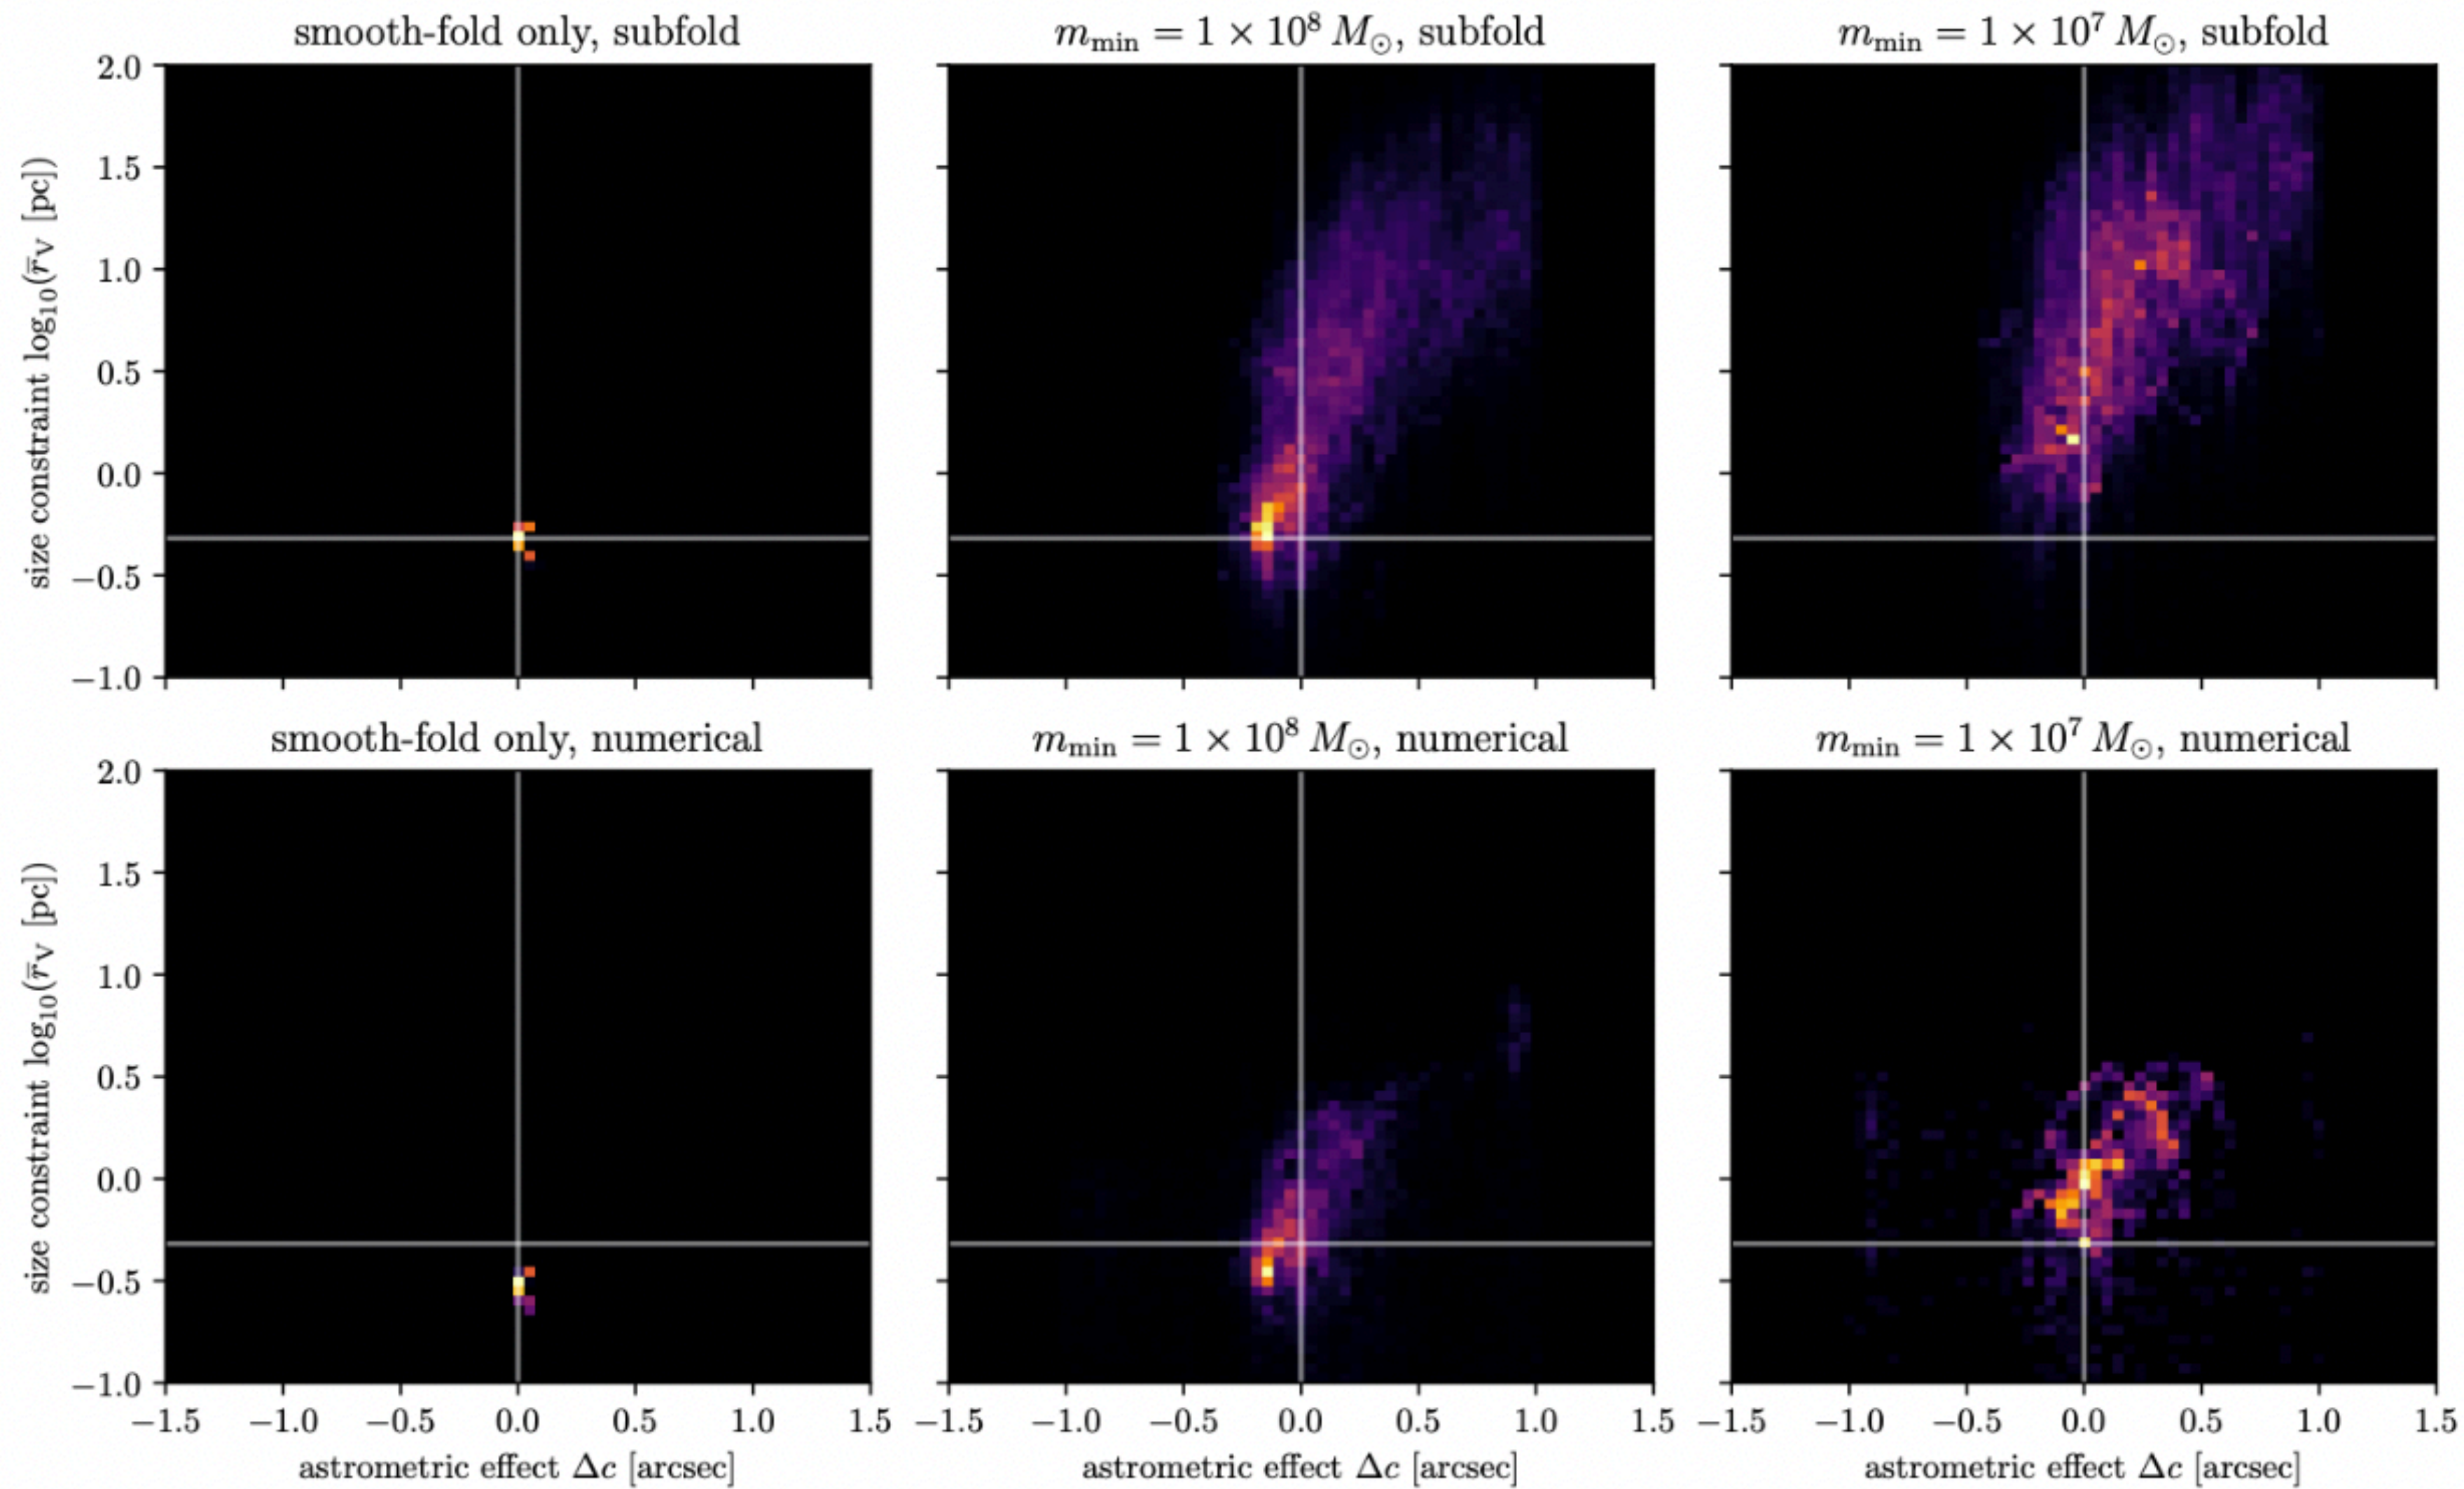 smooth-fold only, subfold
m_min = 1 × 10^8 M_⊙, subfold
m_min = 1 × 10^7 M_⊙, subfold
size constraint log_10(r̅_V [pc])
2.0
1.5
1.0
0.5
0.0
−0.5
−1.0
smooth-fold only, numerical
m_min = 1 × 10^8 M_⊙, numerical
m_min = 1 × 10^7 M_⊙, numerical
size constraint log_10(r̅_V [pc])
2.0
1.5
1.0
0.5
0.0
−0.5
−1.0
−1.5 −1.0 −0.5 0.0 0.5 1.0 1.5
−1.5 −1.0 −0.5 0.0 0.5 1.0
−1.5 −1.0 −0.5 0.0 0.5 1.0 1.5
astrometric effect Δc [arcsec]
astrometric effect Δc [arcsec]
astrometric effect Δc [arcsec]